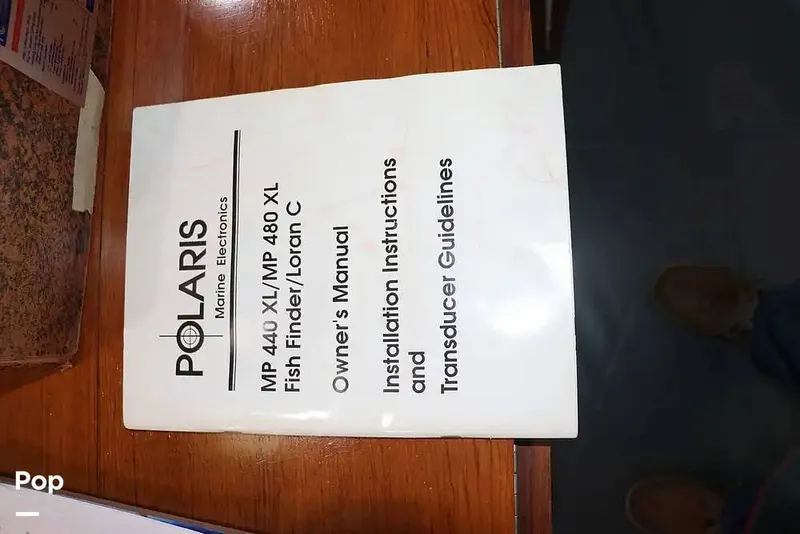 POLARIS
Marine Electronics
MP 440 XL/MP 480 XL
Fish Finder/Loran C
Owner's Manual
Installation Instructions
and
Transducer Guidelines
Pop